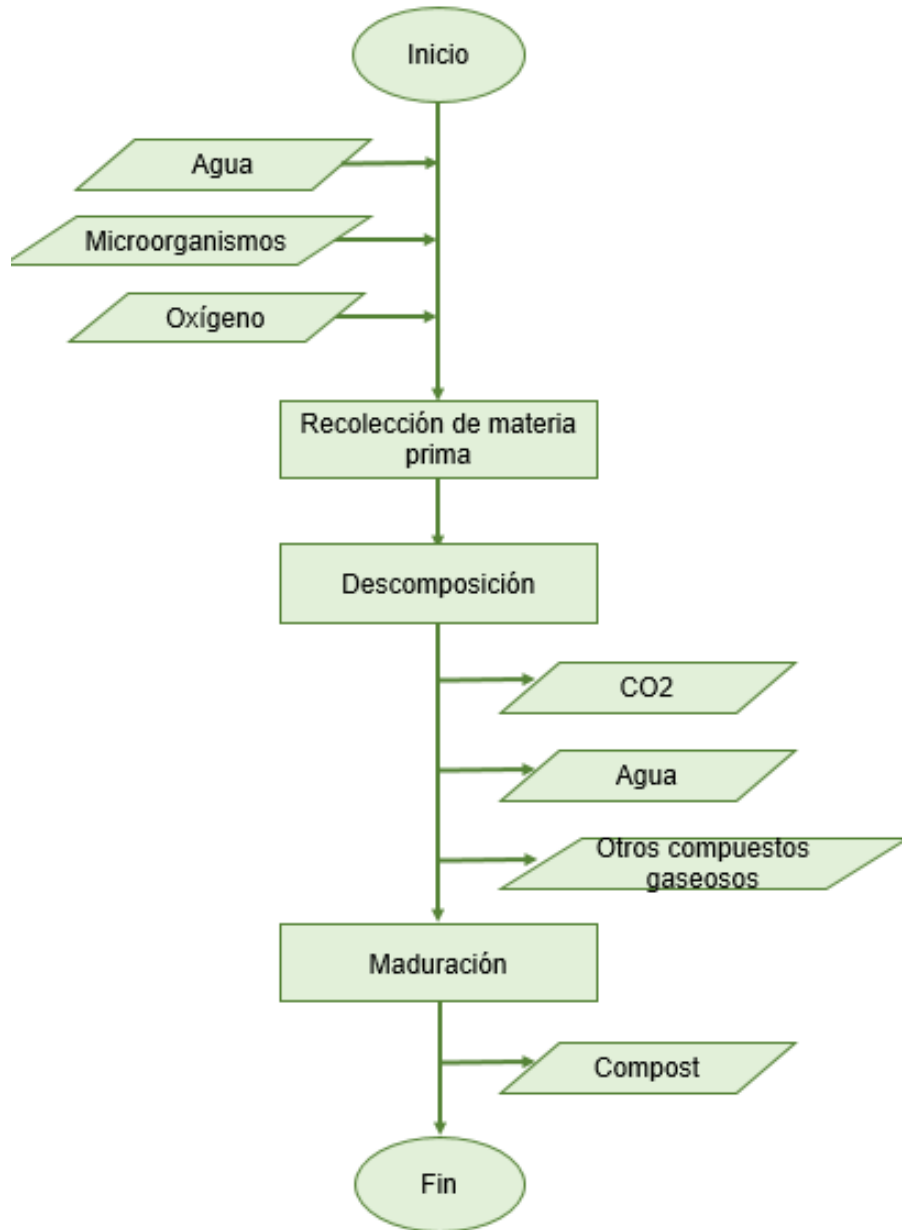 Inicio
Agua
Microorganismos
Oxígeno
Recolección de materia
prima
Descomposición
CO2
Agua
Otros compuestos
gaseosos
Maduración
Compost
Fin